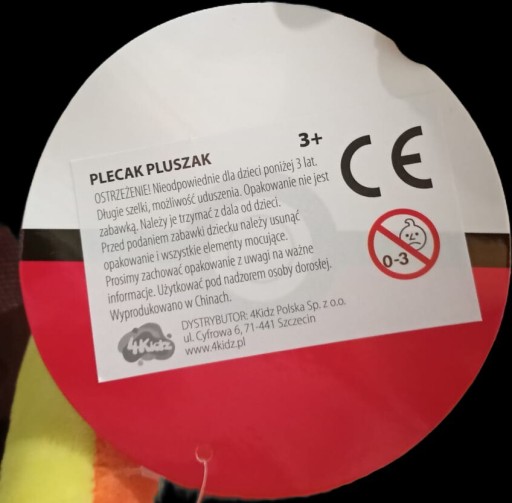 PLECAK PLUSZAK
3+
OSTRZEŻENIE! Nieodpowiednie dla dzieci poniżej 3 lat.
Długie szelki, możliwość uduszenia. Opakowanie nie jest
zabawką. Należy je trzymać z dala od dzieci.
Przed podaniem zabawki dziecku należy usunąć
opakowanie i wszystkie elementy mocujące.
Prosimy zachować opakowanie z uwagi na ważne
informacje. Użytkować pod nadzorem osoby dorosłej.
Wyprodukowano w Chinach.
CE
0-3
4Kidz
DYSTRYBUTOR: 4Kidz Polska Sp. z o.o.
ul. Cyfrowa 6, 71-441 Szczecin
www.4kidz.pl